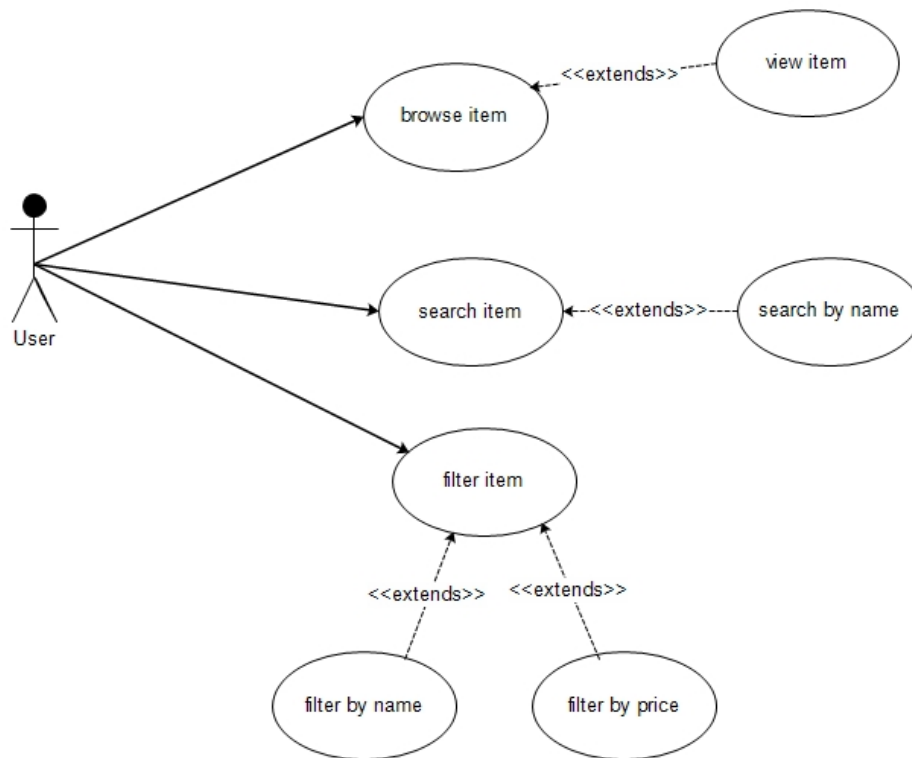 view item
<<extends>>
browse item
User
search item
<<extends>>
search by name
filter item
<<extends>>
<<extends>>
filter by name
filter by price